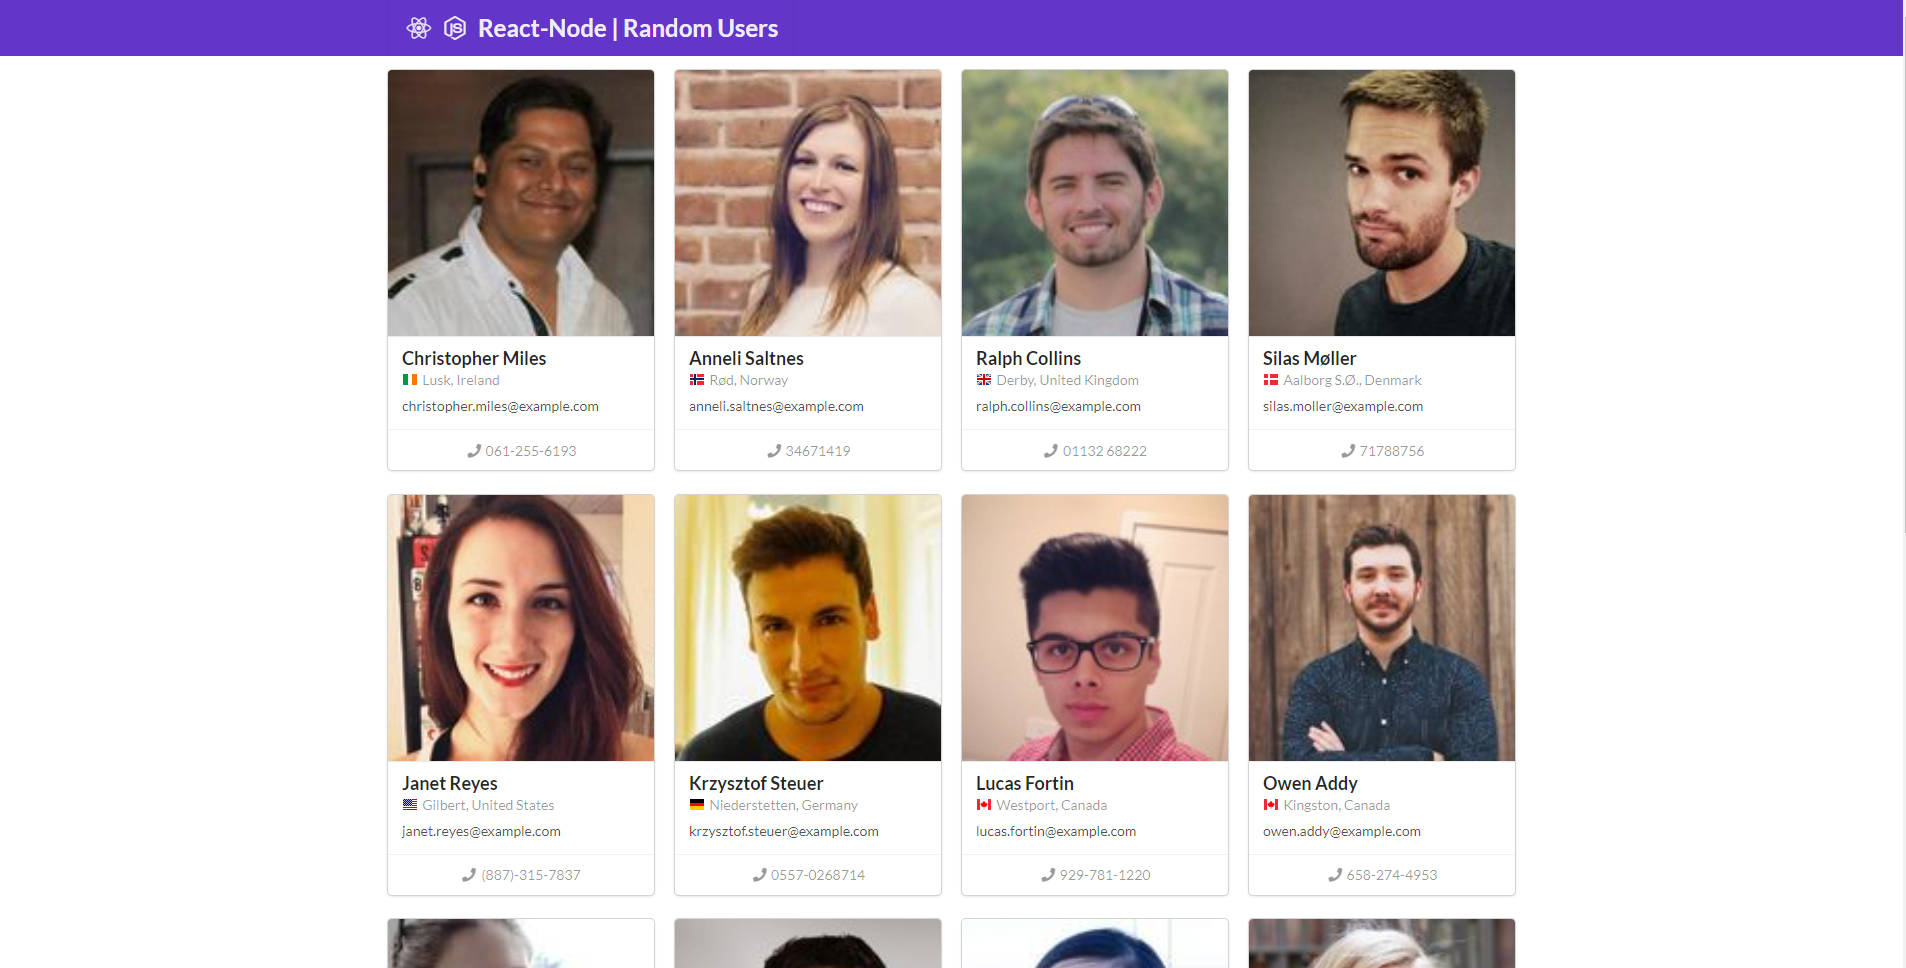 React-Node | Random Users
Christopher Miles
Lusk, Ireland
christopher.miles@example.com
061-255-6193
Anneli Saltnes
Rød, Norway
anneli.saltnes@example.com
34671419
Ralph Collins
Derby, United Kingdom
ralph.collins@example.com
01132 68222
Silas Møller
Aalborg S.Ø., Denmark
silas.moller@example.com
71788756
Janet Reyes
Gilbert, United States
janet.reyes@example.com
(887)-315-7837
Krzysztof Steuer
Niederstetten, Germany
krzysztof.steuer@example.com
0557-0268714
Lucas Fortin
Westport, Canada
lucas.fortin@example.com
929-781-1220
Owen Addy
Kingston, Canada
owen.addy@example.com
658-274-4953